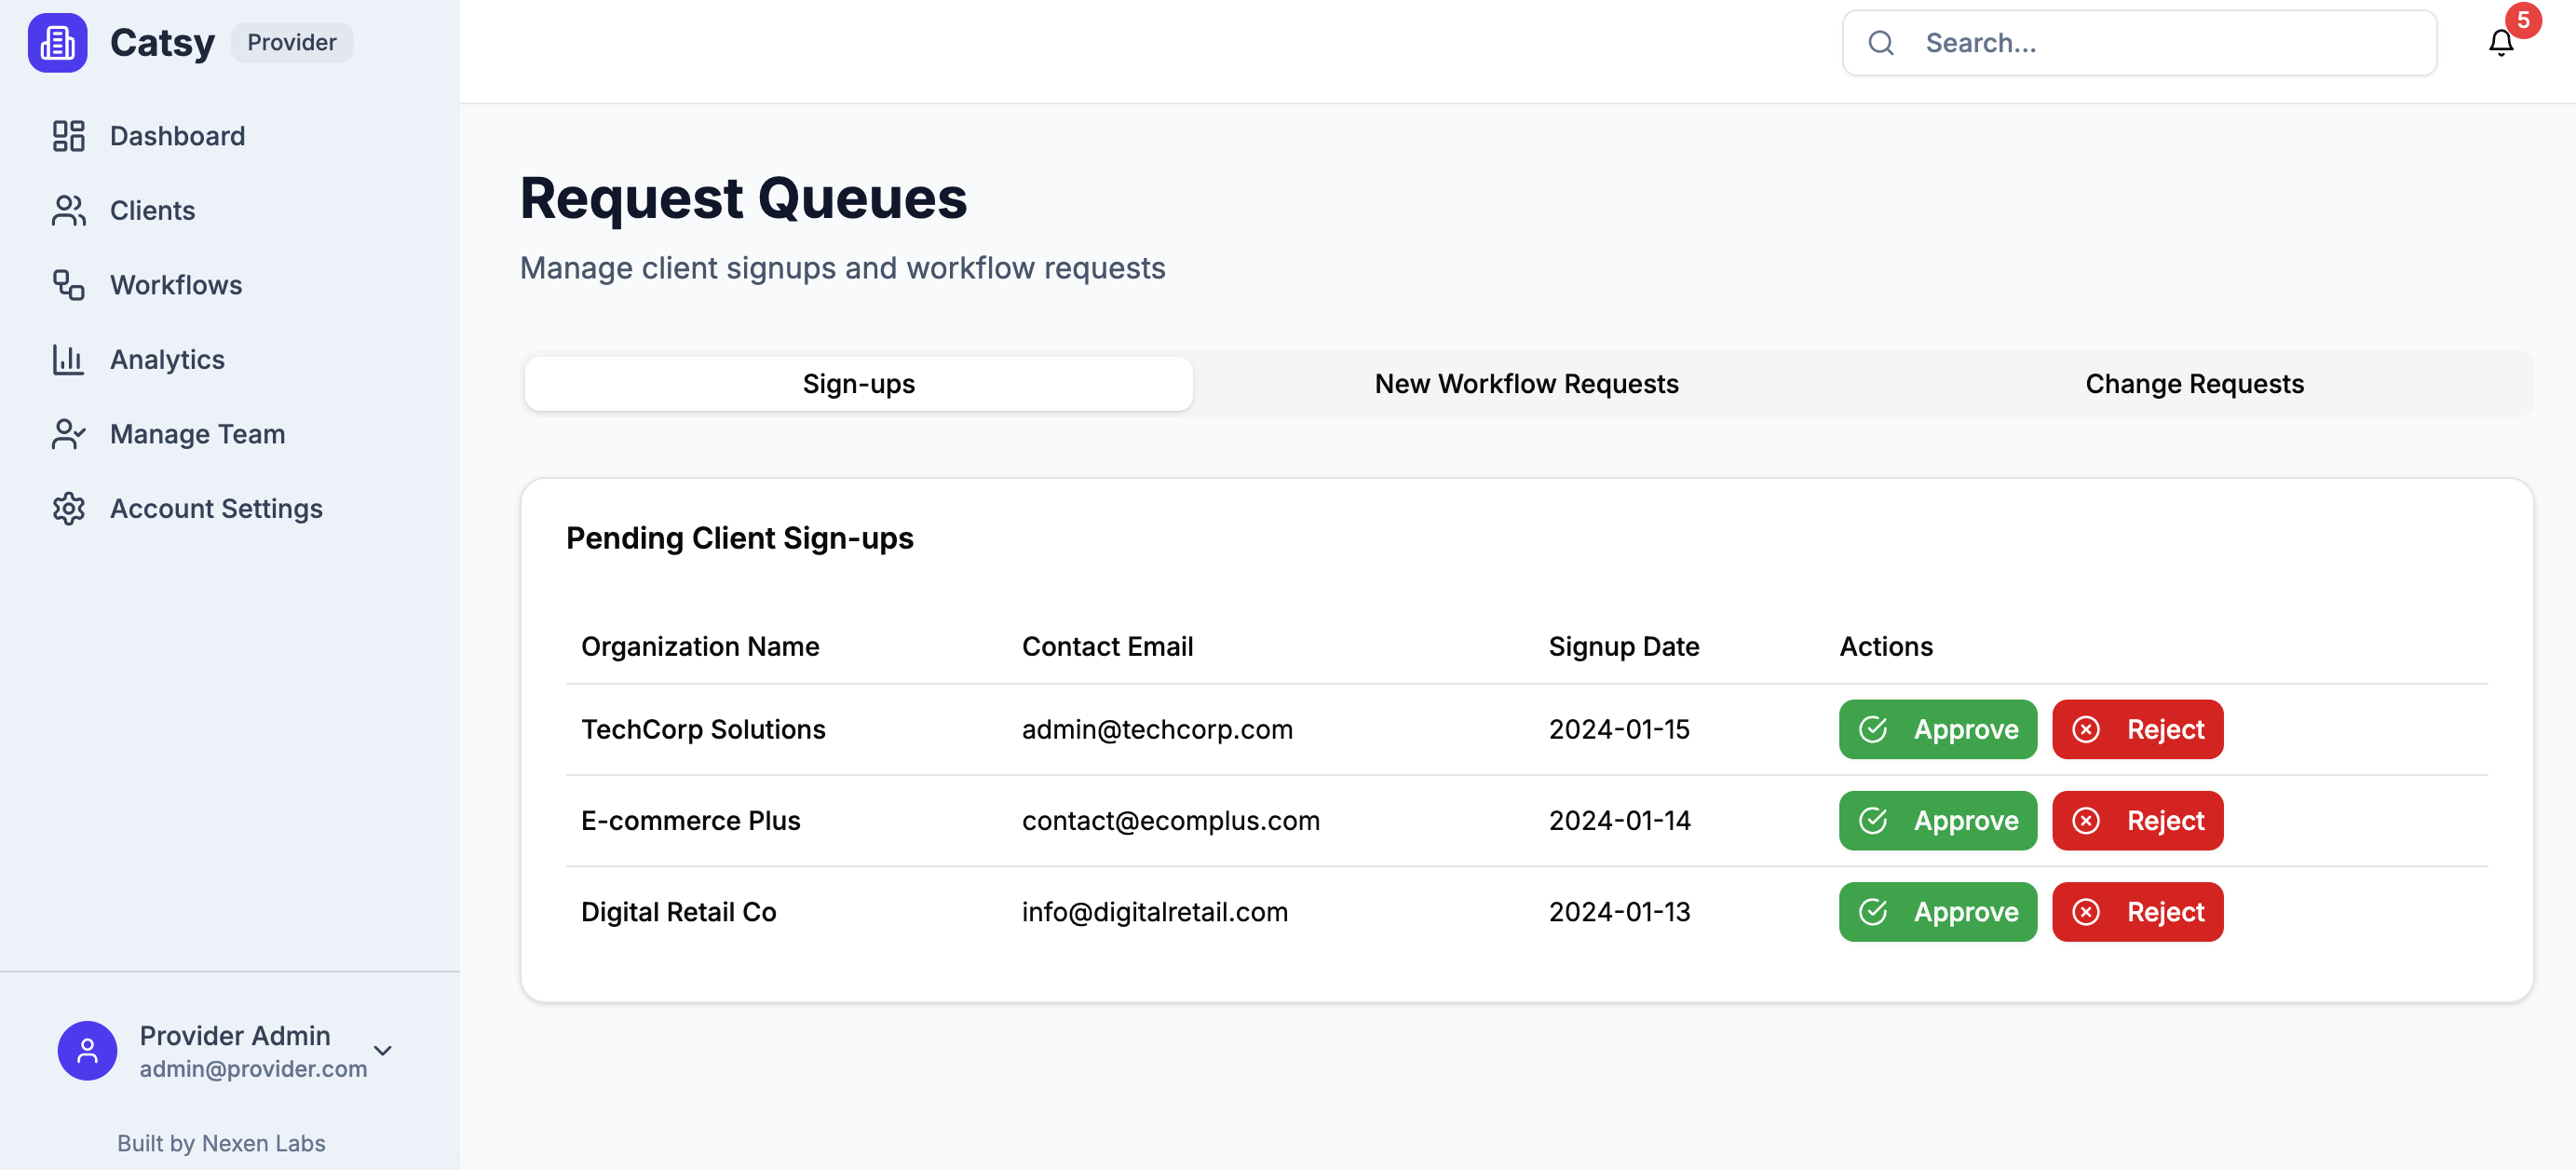 Catsy Provider
Search...
5
Dashboard
Clients
Workflows
Analytics
Manage Team
Account Settings
Provider Admin
admin@provider.com
Built by Nexen Labs
Request Queues
Manage client signups and workflow requests
Sign-ups New Workflow Requests Change Requests
Pending Client Sign-ups
Organization Name Contact Email Signup Date Actions
TechCorp Solutions admin@techcorp.com 2024-01-15 Approve Reject
E-commerce Plus contact@ecomplus.com 2024-01-14 Approve Reject
Digital Retail Co info@digitalretail.com 2024-01-13 Approve Reject